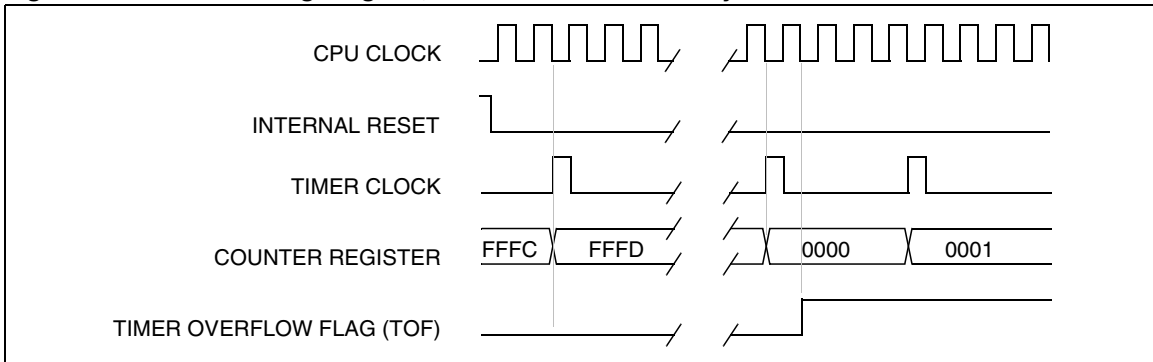 CPU CLOCK
INTERNAL RESET
TIMER CLOCK
COUNTER REGISTER
FFFC
FFFD
0000
0001
TIMER OVERFLOW FLAG (TOF)